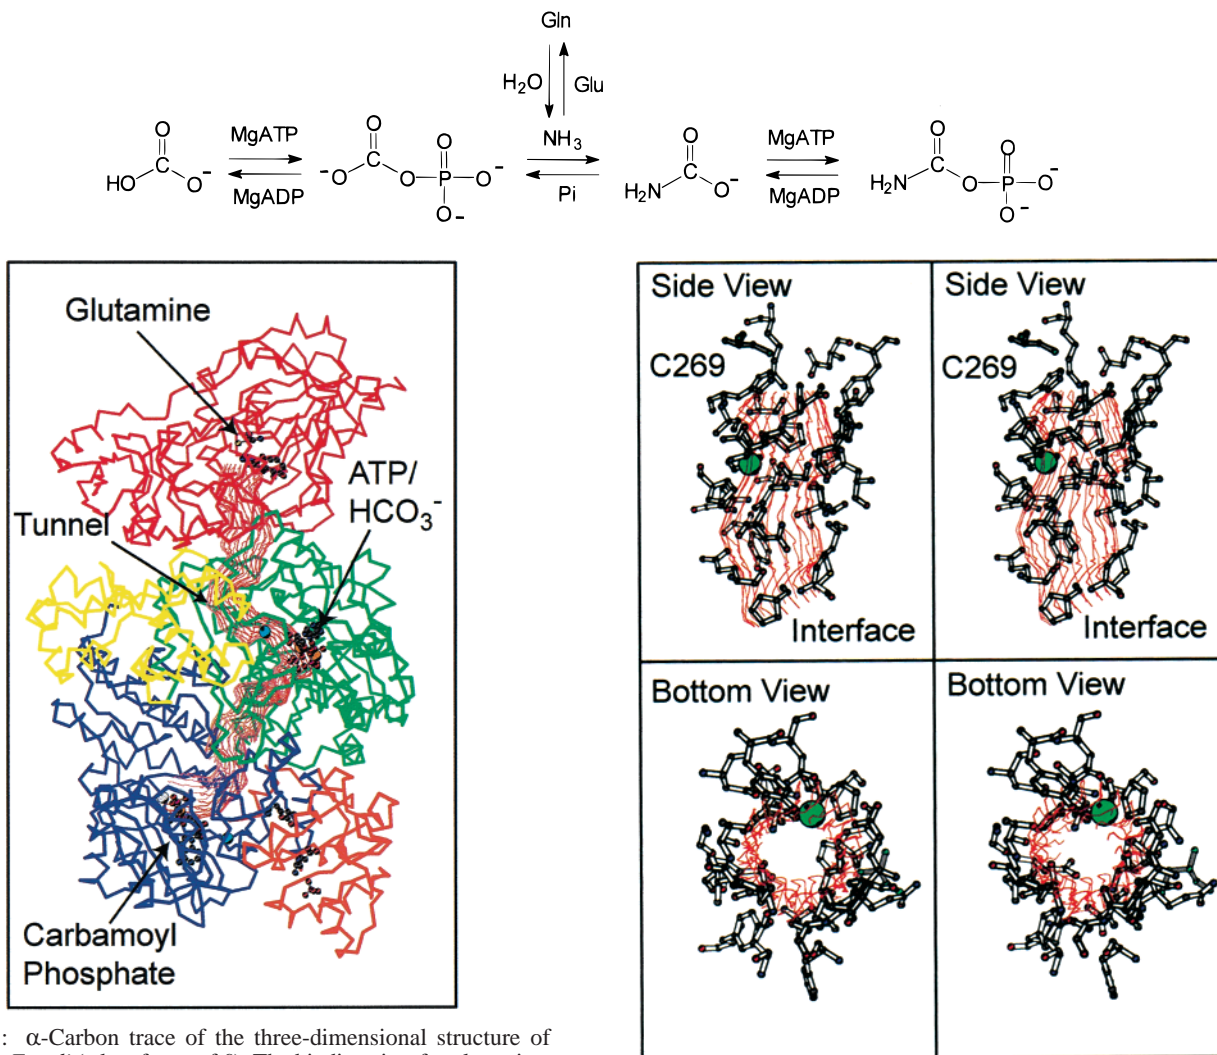 Gln
H2O Glu
MgATP NH3 MgATP
MgADP Pi MgADP
O C HO O-
O C -O O O P O- O-
O C H2N O-
O C H2N O O P O- O-
Glutamine
ATP/
HCO3-
Tunnel
Carbamoyl
Phosphate
Side View
C269
Interface
Side View
C269
Interface
Bottom View
Bottom View
: α-Carbon trace of the three-dimensional structure of